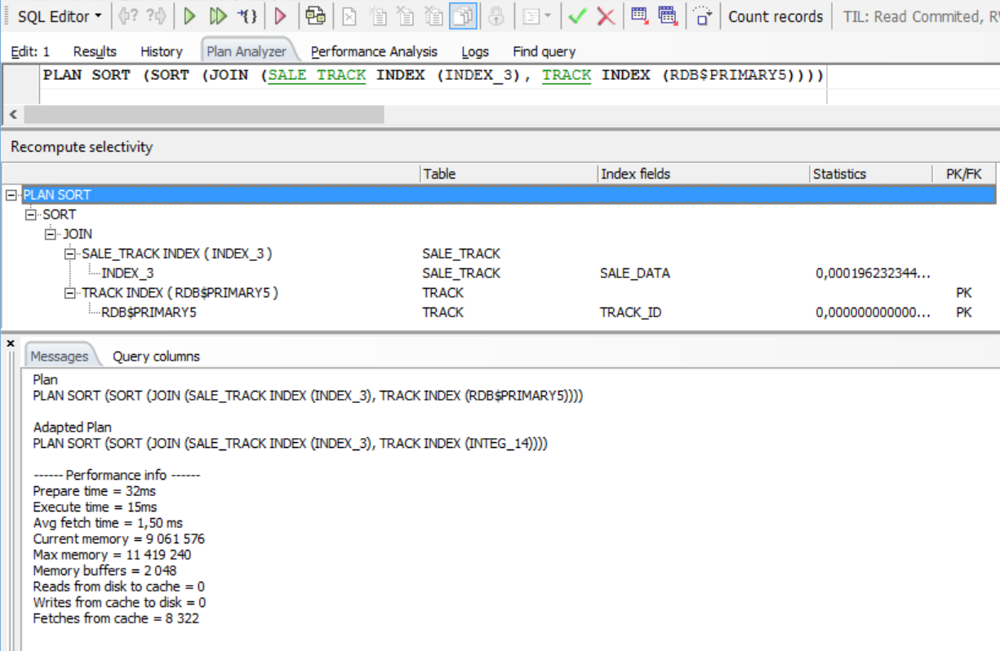 SQL Editor Count records TIL: Read Commited, R
Edit: 1 Results History Plan Analyzer Performance Analysis Logs Find query
PLAN SORT (SORT (JOIN (SALE_TRACK INDEX (INDEX_3), TRACK INDEX (RDB$PRIMARY5))))
Recompute selectivity
Table Index fields Statistics PK/FK
PLAN SORT
SORT
JOIN
SALE_TRACK INDEX ( INDEX_3 ) SALE_TRACK
INDEX_3 SALE_TRACK SALE_DATA 0,000196232344...
TRACK INDEX ( RDB$PRIMARY5 ) TRACK PK
RDB$PRIMARY5 TRACK TRACK_ID 0,000000000000... PK
Messages Query columns
Plan
PLAN SORT (SORT (JOIN (SALE_TRACK INDEX (INDEX_3), TRACK INDEX (RDB$PRIMARY5))))
Adapted Plan
PLAN SORT (SORT (JOIN (SALE_TRACK INDEX (INDEX_3), TRACK INDEX (INTEG_14))))
------ Performance info ------
Prepare time = 32ms
Execute time = 15ms
Avg fetch time = 1,50 ms
Current memory = 9 061 576
Max memory = 11 419 240
Memory buffers = 2 048
Reads from disk to cache = 0
Writes from cache to disk = 0
Fetches from cache = 8 322